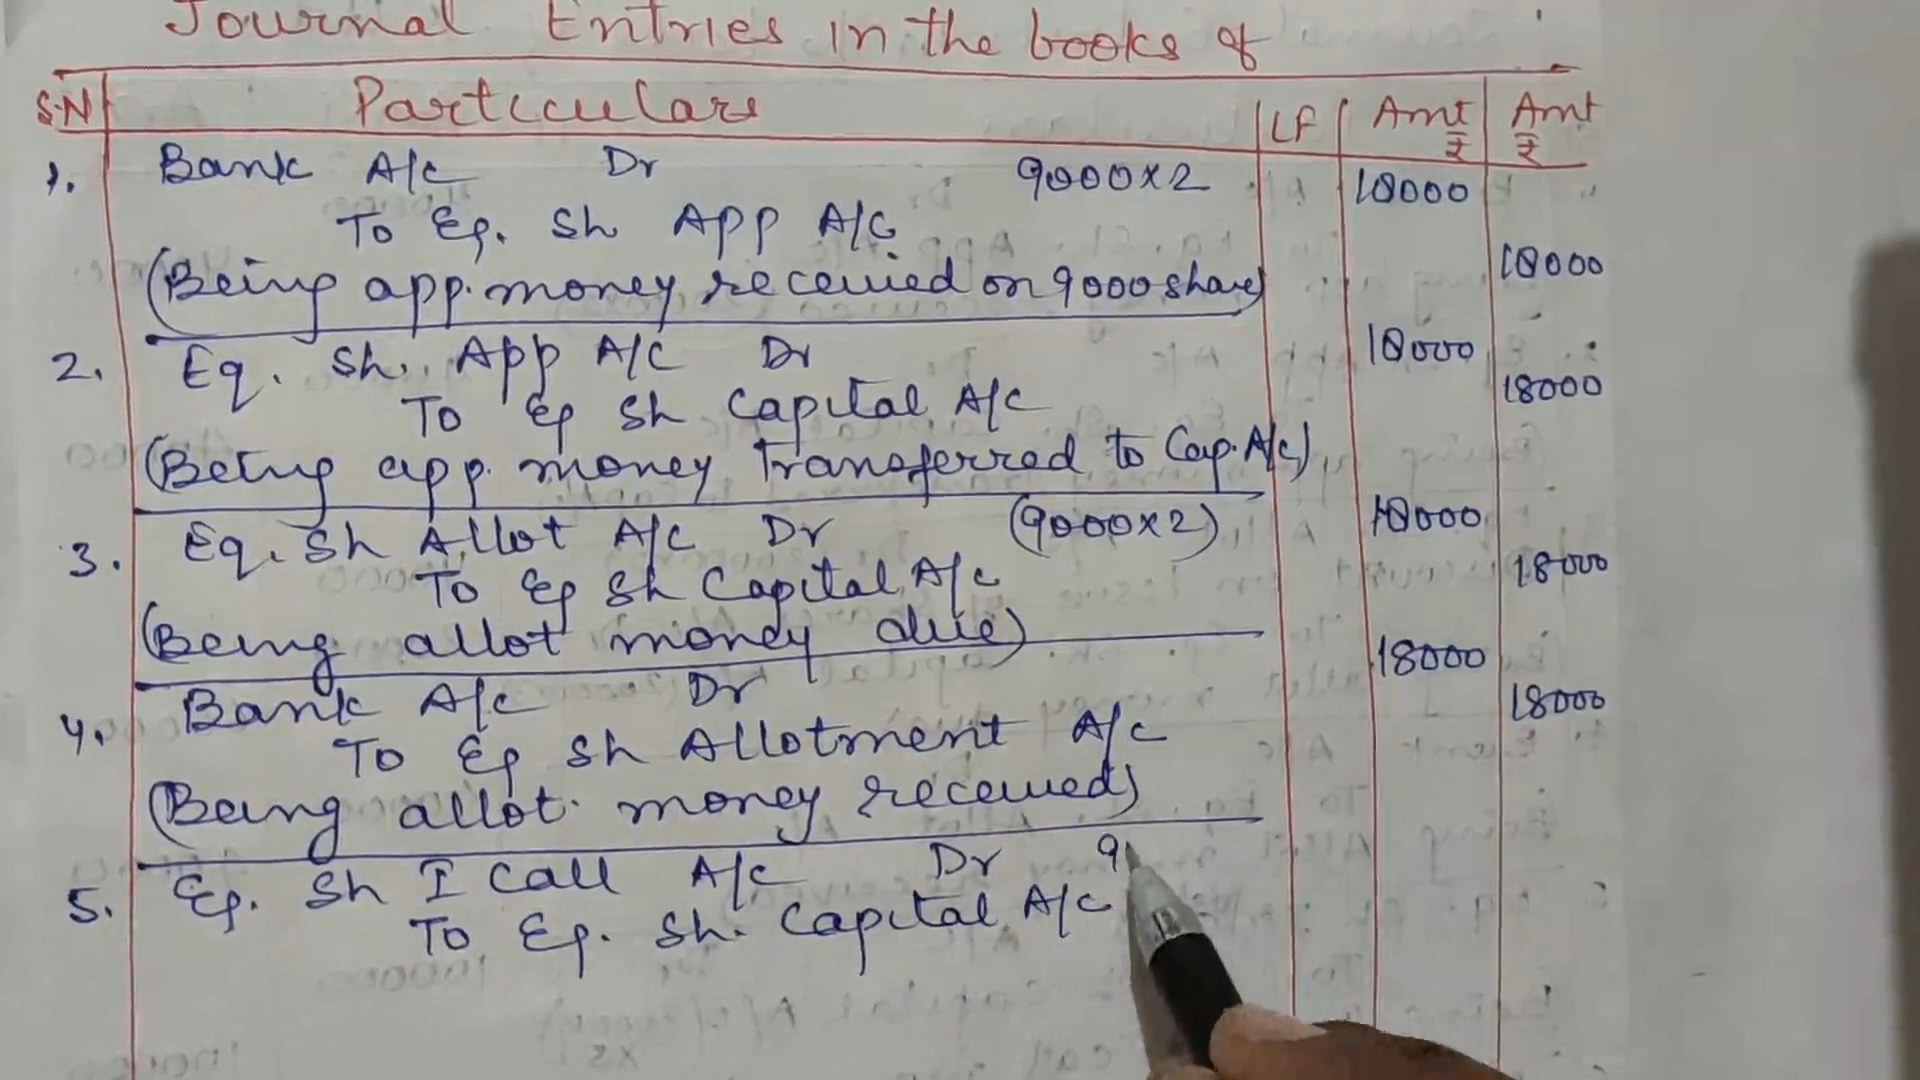 Journal Entries in the books of
S.N Particulars LF Amt ₹ Amt ₹
1. Bank A/c Dr 9000×2 18000
To Eq. Sh App A/c 18000
(Being app. money received on 9000 share)
2. Eq. Sh. App A/c Dr 18000
To Eq Sh Capital A/c 18000
(Being app. money transferred to Cap. A/c)
3. Eq. Sh Allot A/c Dr (9000×2) 18000
To Eq Sh Capital A/c 18000
(Being allot money due)
4. Bank A/c Dr 18000
To Eq Sh Allotment A/c 18000
(Being allot. money received)
5. Eq. Sh I Call A/c Dr 9
To Eq. Sh. Capital A/c